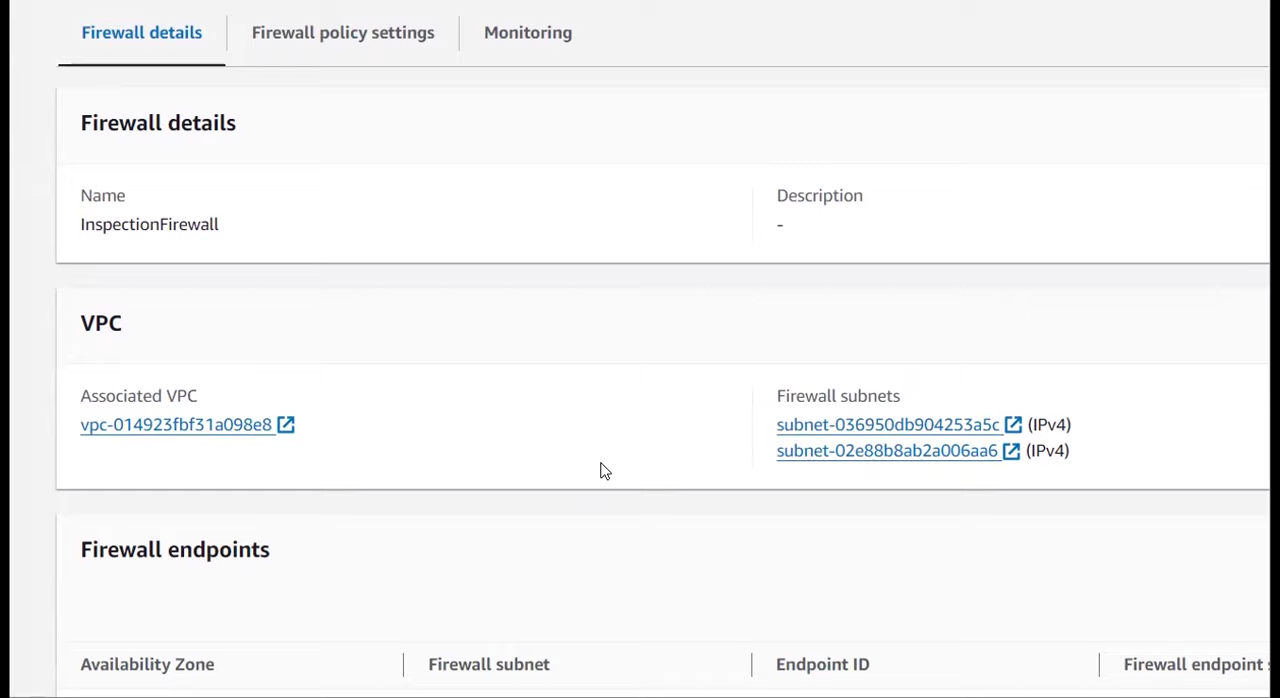 Firewall details Firewall policy settings Monitoring
Firewall details
Name Description
InspectionFirewall -
VPC
Associated VPC Firewall subnets
vpc-014923fbf31a098e8 subnet-036950db904253a5c (IPv4)
subnet-02e88b8ab2a006aa6 (IPv4)
Firewall endpoints
Availability Zone Firewall subnet Endpoint ID Firewall endpoint